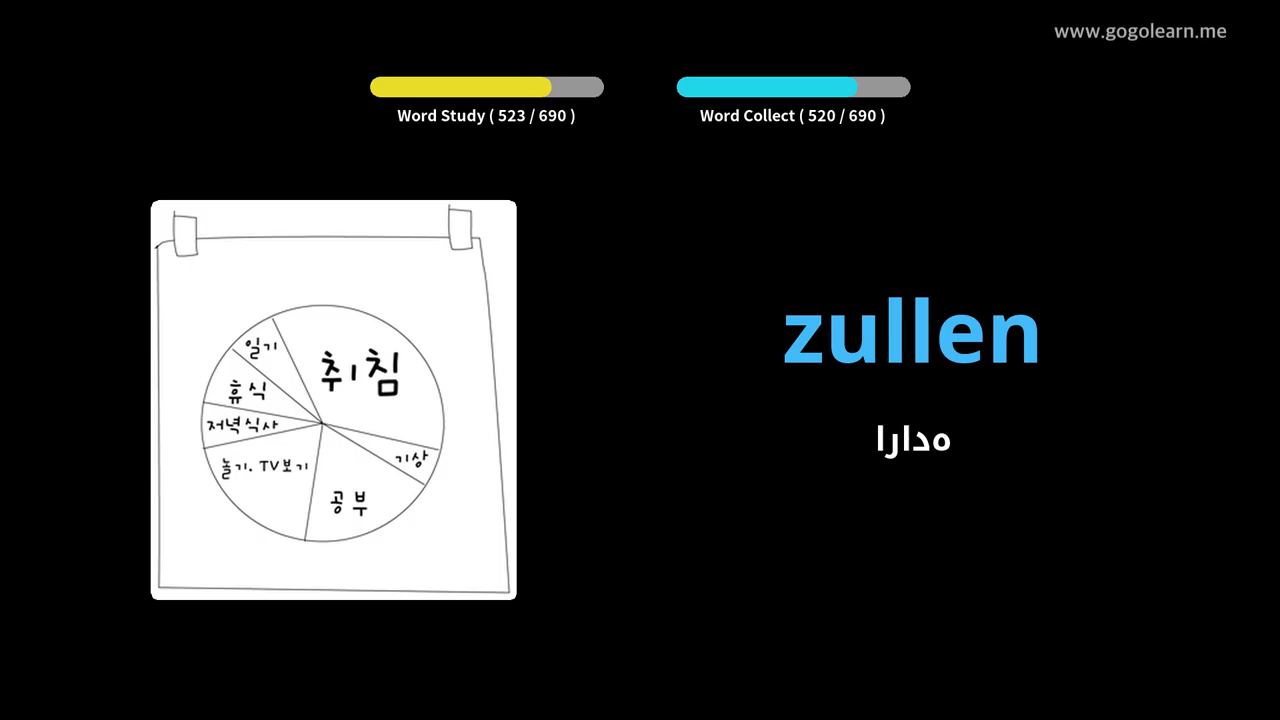 www.gogolearn.me
Word Study ( 523 / 690 )
Word Collect ( 520 / 690 )
zullen
اراده
일기
취침
휴식
저녁식사
기상
놀기. TV보기
공부